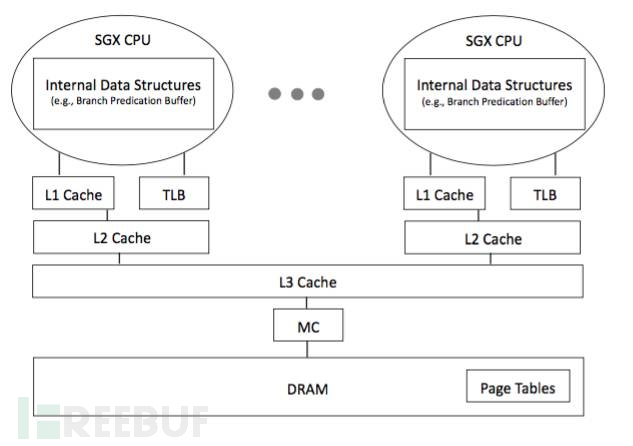 SGX CPU
Internal Data Structures
(e.g., Branch Predication Buffer)
SGX CPU
Internal Data Structures
(e.g., Branch Predication Buffer)
L1 Cache
TLB
L1 Cache
TLB
L2 Cache
L2 Cache
L3 Cache
MC
DRAM
Page Tables
REEBUF